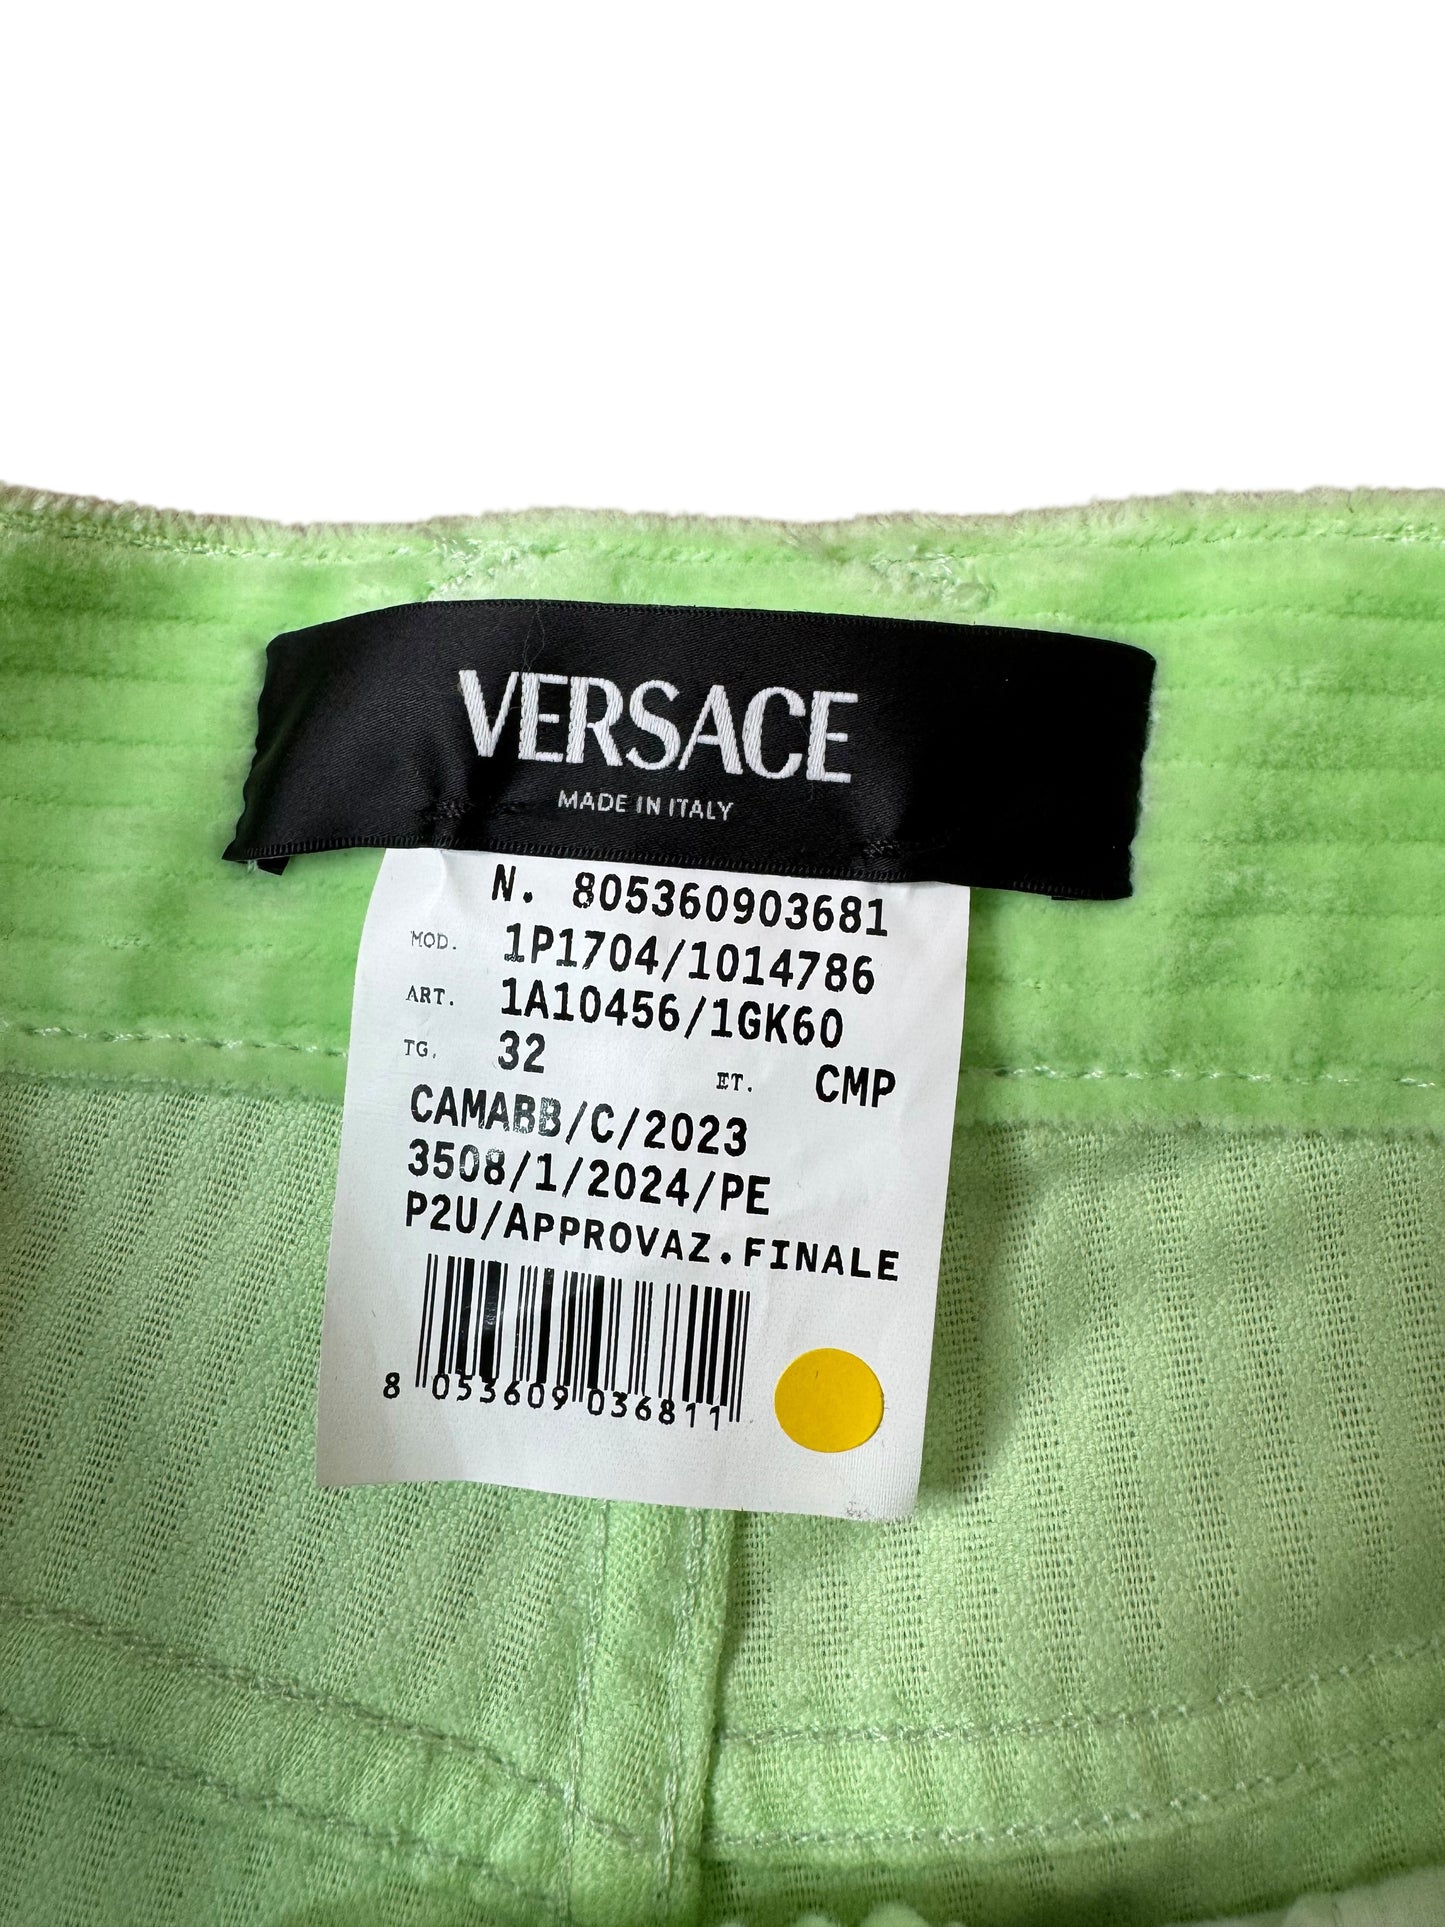 VERSACE
MADE IN ITALY
N. 805360903681
MOD. 1P1704/1014786
ART. 1A10456/1GK60
TG. 32 ET. CMP
CAMABB/C/2023
3508/1/2024/PE
P2U/APPROVAZ.FINALE
8 053609 036811